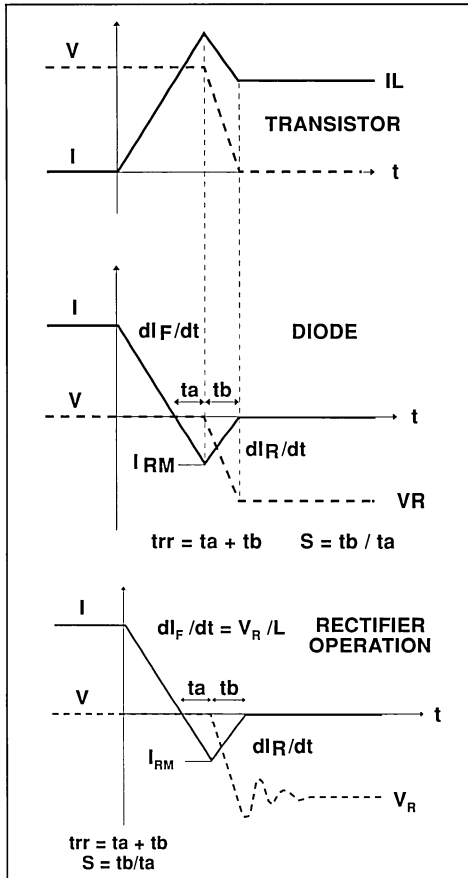 V
IL
TRANSISTOR
I
t
I
dIF/dt
DIODE
ta tb
V
t
IRM
dIR/dt
VR
trr = ta + tb S = tb / ta
I
dIF/dt = VR/L
RECTIFIER
OPERATION
ta tb
V
t
IRM
dIR/dt
VR
trr = ta + tb
S = tb/ta